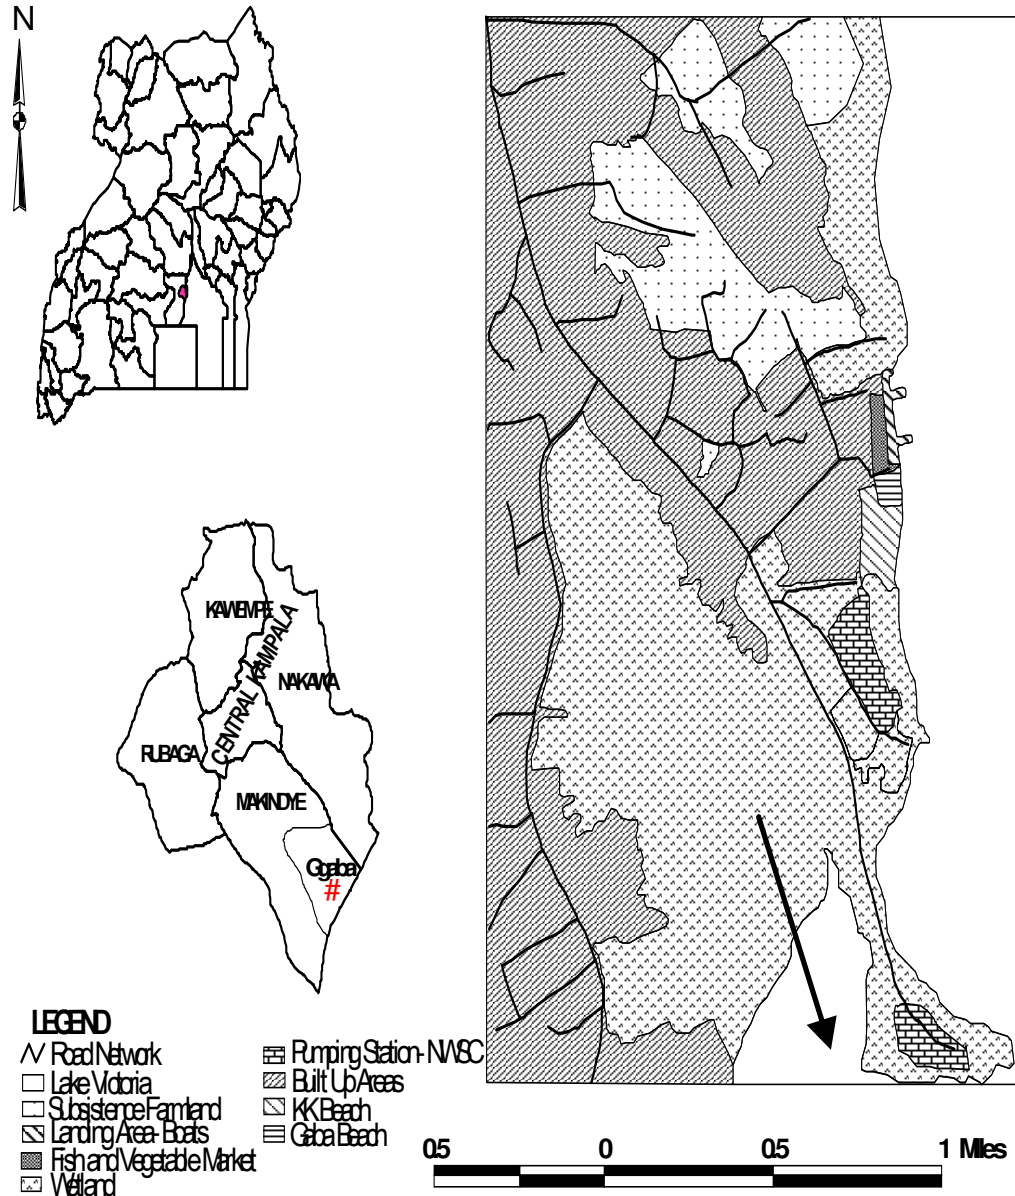 N
KAWEMPE
CENTRAL KAMPALA
NAKAWA
RUBAGA
MAKINDYE
Ggaba
#
LEGEND
Road Network
Lake Victoria
Subsistence Farmland
Landing Area- Boats
Fish and Vegetable Market
Wetland
Pumping Station- NWSC
Built Up Areas
KK Beach
Gaba Beach
0.5 0 0.5 1 Miles